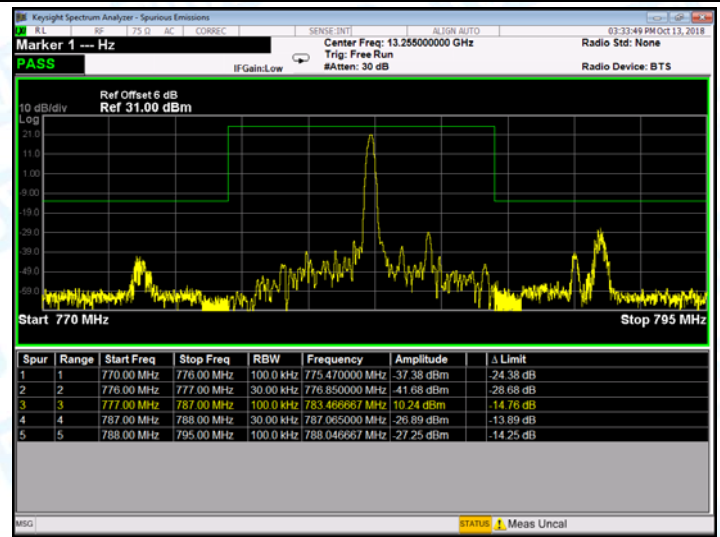 Keysight Spectrum Analyzer - Spurious Emissions
RL RF 75 Ω AC CORREC SENSE:INT ALIGN AUTO 03:33:49 PM Oct 13, 2018
Marker 1 --- Hz Center Freq: 13.255000000 GHz Radio Std: None
Trig: Free Run
PASS IFGain:Low #Atten: 30 dB Radio Device: BTS
Ref Offset 6 dB
10 dB/div Ref 31.00 dBm
Log
21.0
11.0
1.00
-9.00
-19.0
-29.0
-39.0
-49.0
-59.0
Start 770 MHz Stop 795 MHz
Spur Range Start Freq Stop Freq RBW Frequency Amplitude Δ Limit
1 1 770.00 MHz 776.00 MHz 100.0 kHz 775.470000 MHz -37.38 dBm -24.38 dB
2 2 776.00 MHz 777.00 MHz 30.00 kHz 776.850000 MHz -41.68 dBm -28.68 dB
3 3 777.00 MHz 787.00 MHz 100.0 kHz 783.466667 MHz 10.24 dBm -14.76 dB
4 4 787.00 MHz 788.00 MHz 30.00 kHz 787.065000 MHz -26.89 dBm -13.89 dB
5 5 788.00 MHz 795.00 MHz 100.0 kHz 788.046667 MHz -27.25 dBm -14.25 dB
MSG STATUS Meas Uncal